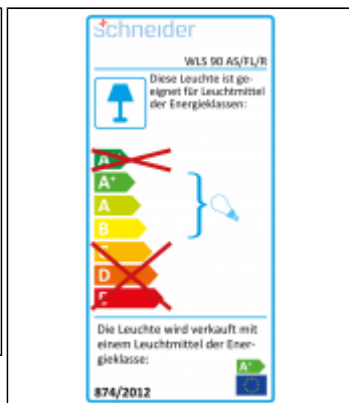 Schneider
WLS 90 AS/FL/R
Diese Leuchte ist ge-
eignet für Leuchtmittel
der Energieklassen:
A⁺
A
B
D
E
Die Leuchte wird verkauft mit
einem Leuchtmittel der Ener-
gieklasse:
A⁺
874/2012